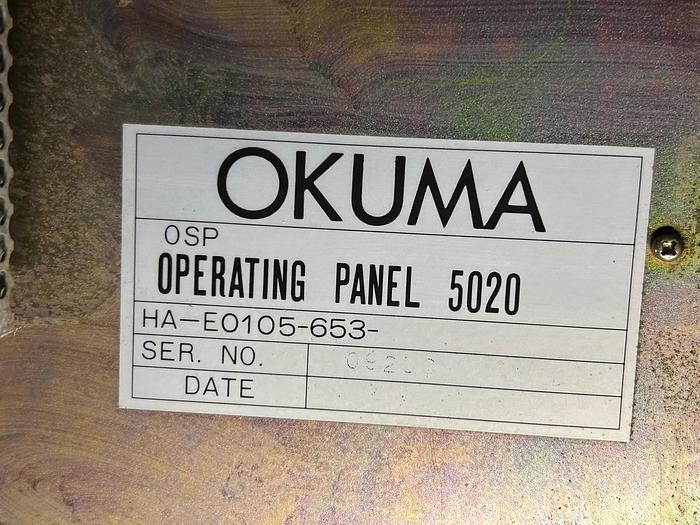 OKUMA
OSP
OPERATING PANEL 5020
HA-E0105-653-
SER. NO.
DATE